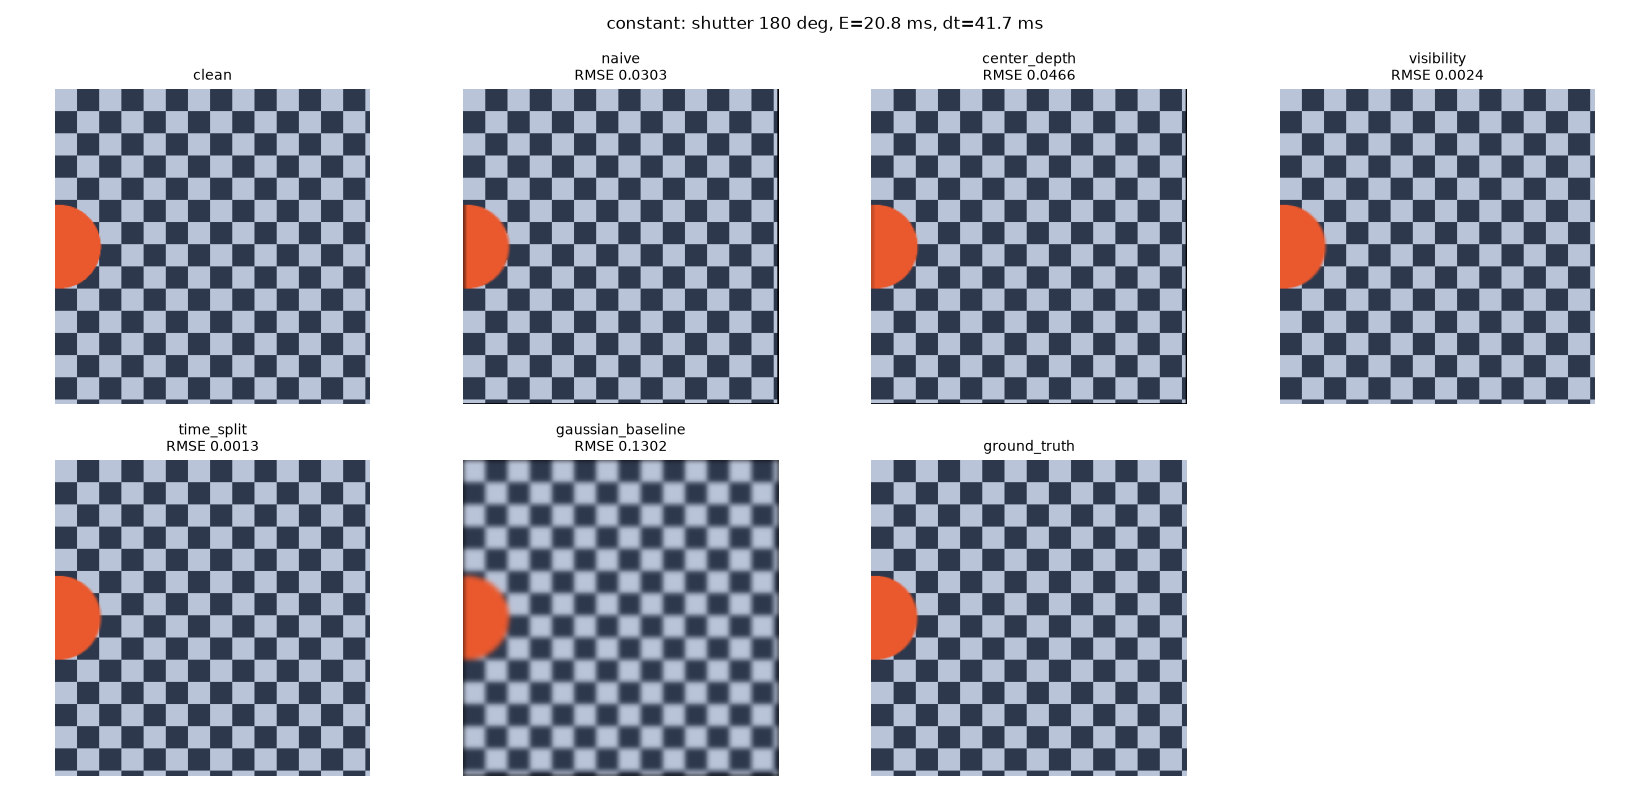 constant: shutter 180 deg, E=20.8 ms, dt=41.7 ms
clean
naive
RMSE 0.0303
center_depth
RMSE 0.0466
visibility
RMSE 0.0024
time_split
RMSE 0.0013
gaussian_baseline
RMSE 0.1302
ground_truth